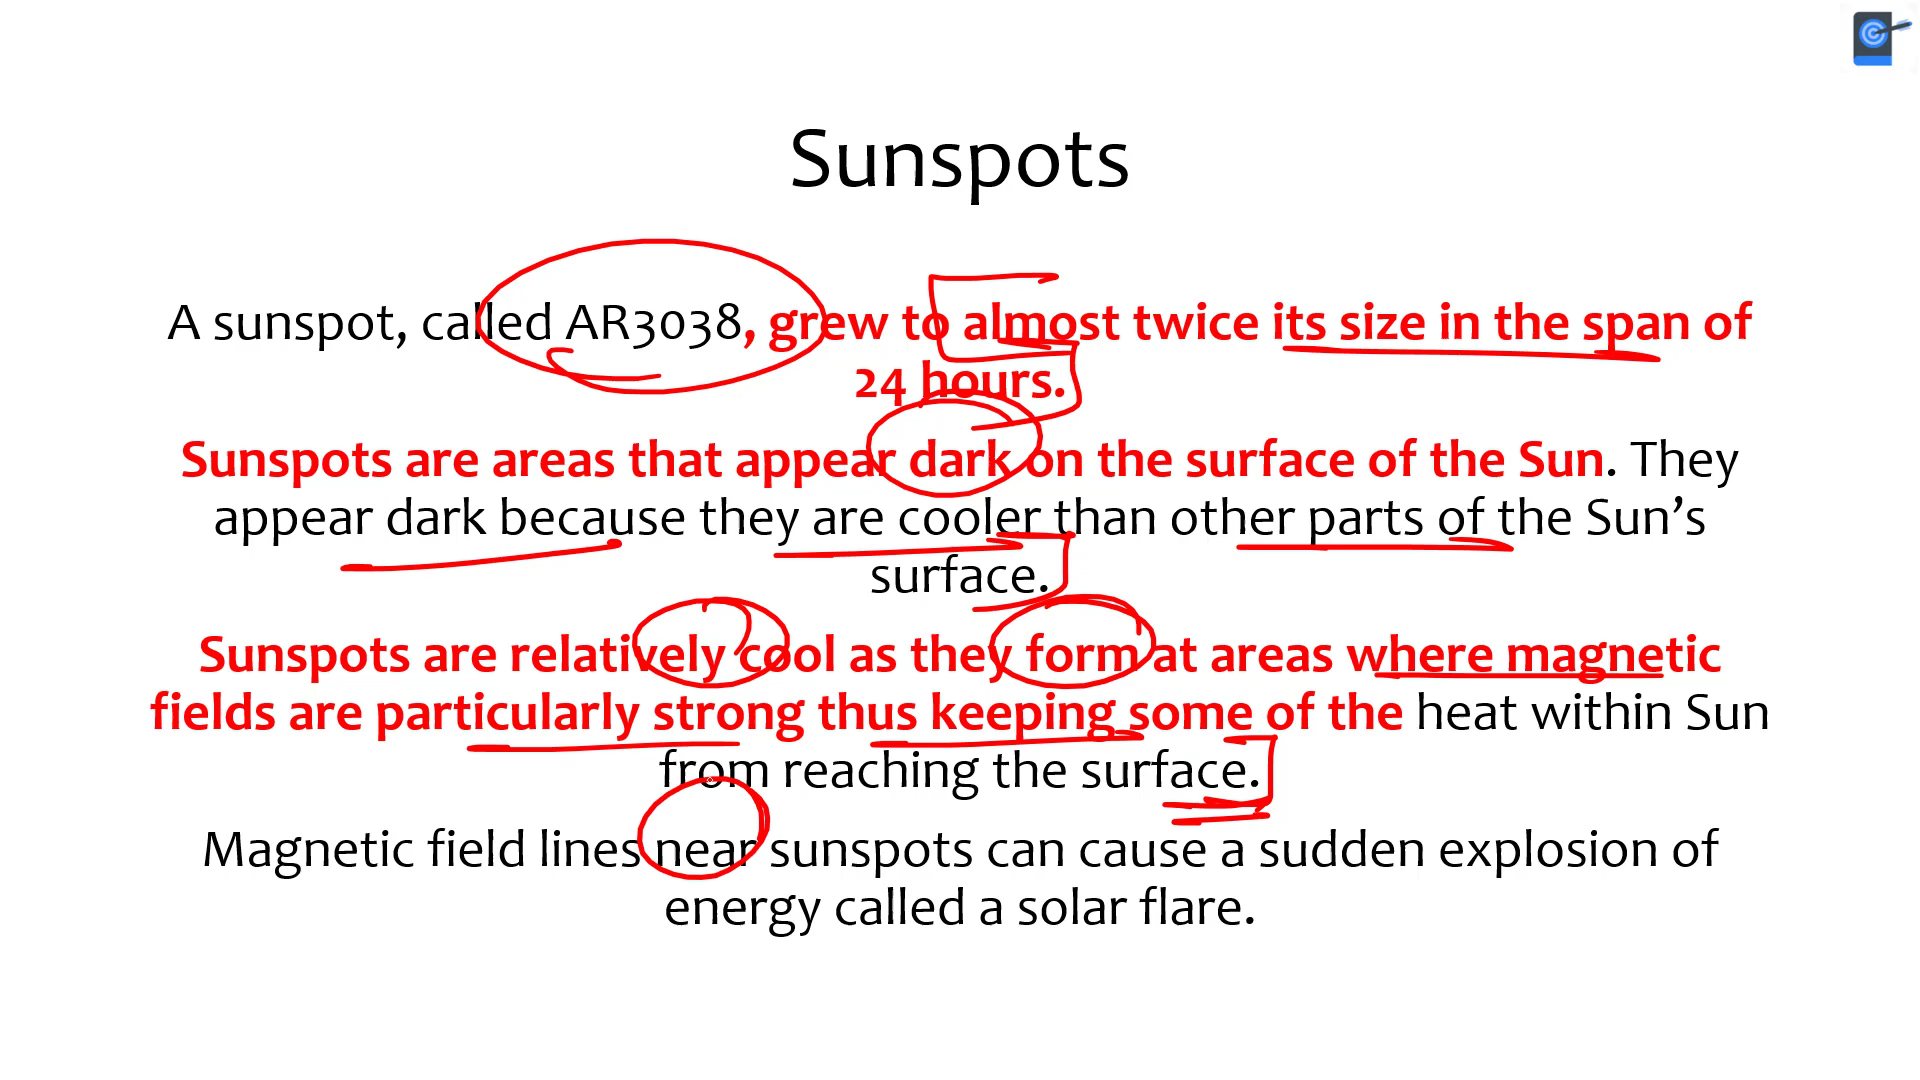 Sunspots
A sunspot, called AR3038, grew to almost twice its size in the span of
24 hours.
Sunspots are areas that appear dark on the surface of the Sun. They
appear dark because they are cooler than other parts of the Sun’s
surface.
Sunspots are relatively cool as they form at areas where magnetic
fields are particularly strong thus keeping some of the heat within Sun
from reaching the surface.
Magnetic field lines near sunspots can cause a sudden explosion of
energy called a solar flare.